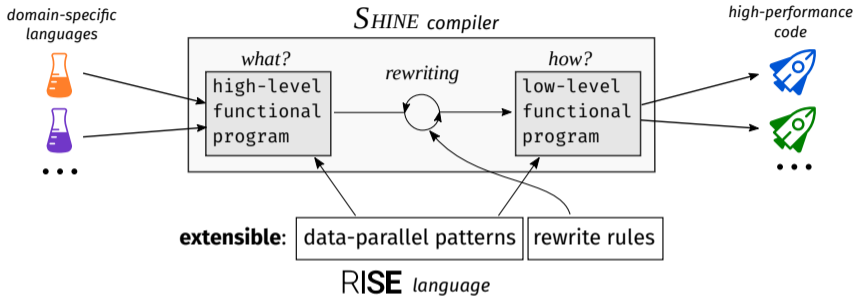 domain-specific
languages
SHINE compiler
high-performance
code
what?
rewriting
how?
high-level
functional
program
low-level
functional
program
extensible: data-parallel patterns rewrite rules
RISE language